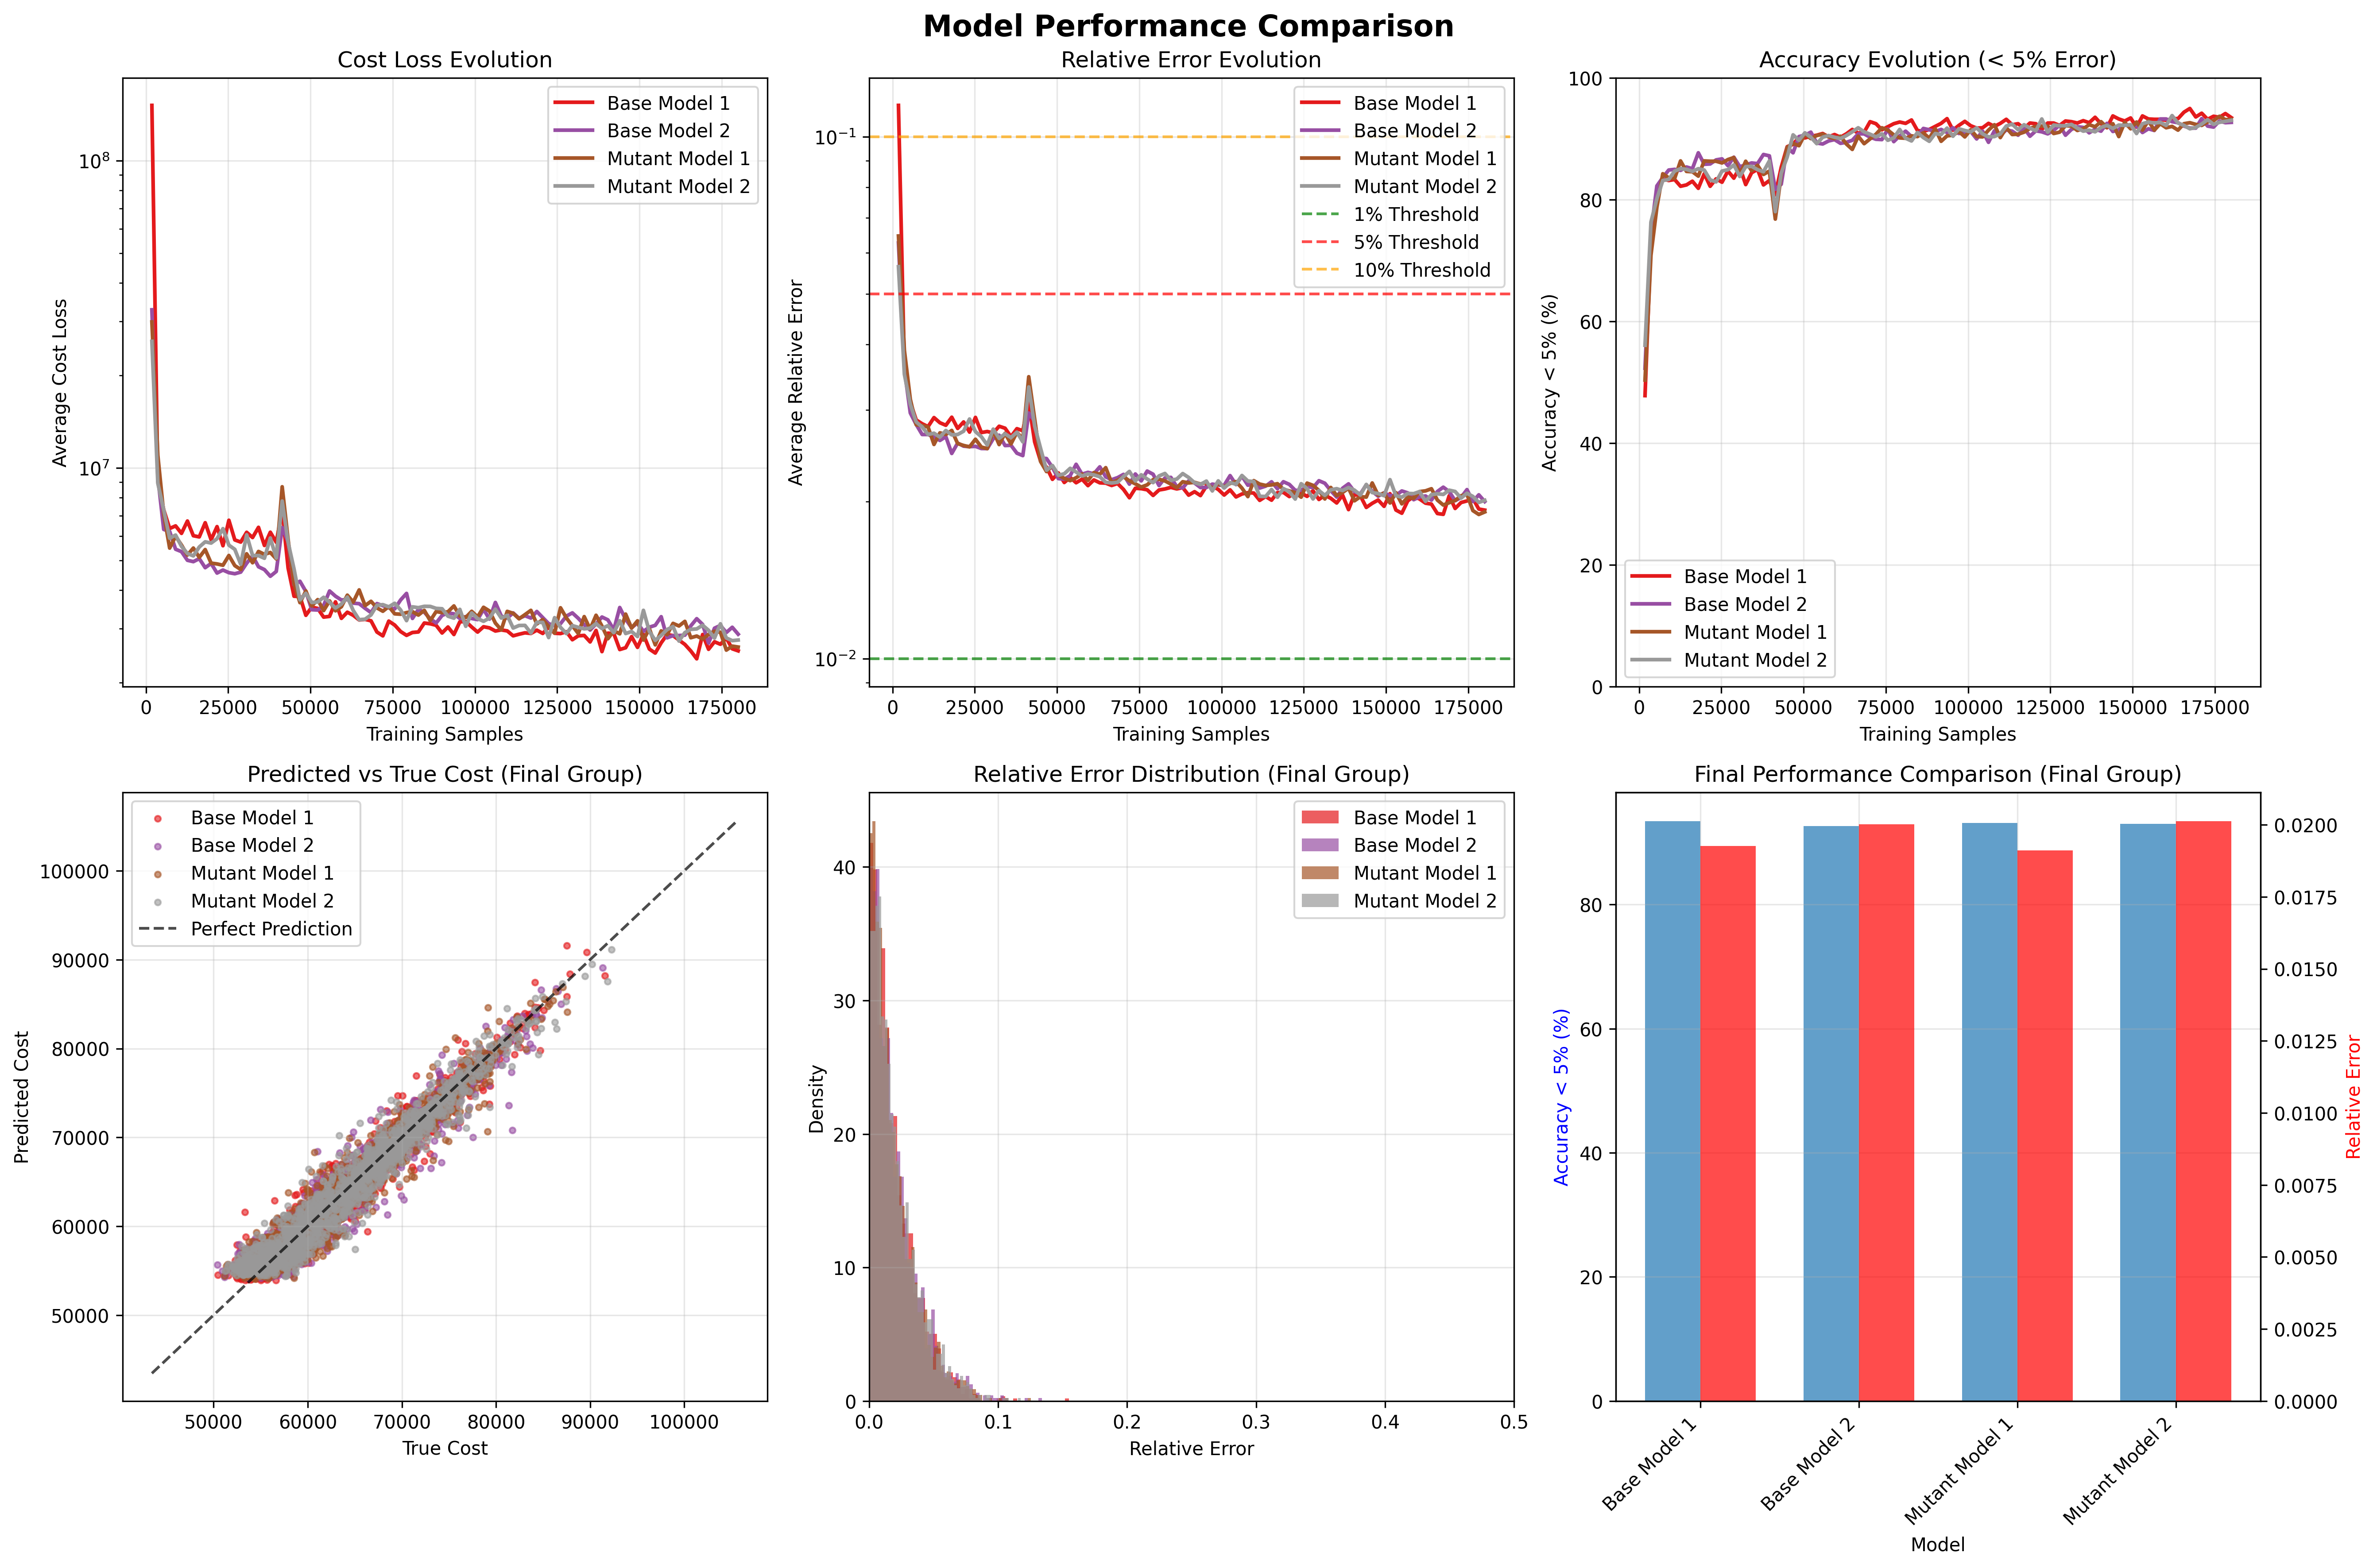 Model Performance Comparison
Cost Loss Evolution
Average Cost Loss
10^8
10^7
Base Model 1
Base Model 2
Mutant Model 1
Mutant Model 2
0 25000 50000 75000 100000 125000 150000 175000
Training Samples
Relative Error Evolution
Average Relative Error
10^-1
10^-2
Base Model 1
Base Model 2
Mutant Model 1
Mutant Model 2
1% Threshold
5% Threshold
10% Threshold
0 25000 50000 75000 100000 125000 150000 175000
Training Samples
Accuracy Evolution (< 5% Error)
Accuracy < 5% (%)
100
80
60
40
20
0
Base Model 1
Base Model 2
Mutant Model 1
Mutant Model 2
0 25000 50000 75000 100000 125000 150000 175000
Training Samples
Predicted vs True Cost (Final Group)
Predicted Cost
Base Model 1
Base Model 2
Mutant Model 1
Mutant Model 2
Perfect Prediction
100000
90000
80000
70000
60000
50000
50000 60000 70000 80000 90000 100000
True Cost
Relative Error Distribution (Final Group)
Density
Base Model 1
Base Model 2
Mutant Model 1
Mutant Model 2
40
30
20
10
0
0.0 0.1 0.2 0.3 0.4 0.5
Relative Error
Final Performance Comparison (Final Group)
Accuracy < 5% (%)
80
60
40
20
0
0.0200
0.0175
0.0150
0.0125
0.0100
0.0075
0.0050
0.0025
0.0000
Relative Error
Base Model 1
Base Model 2
Mutant Model 1
Mutant Model 2
Model